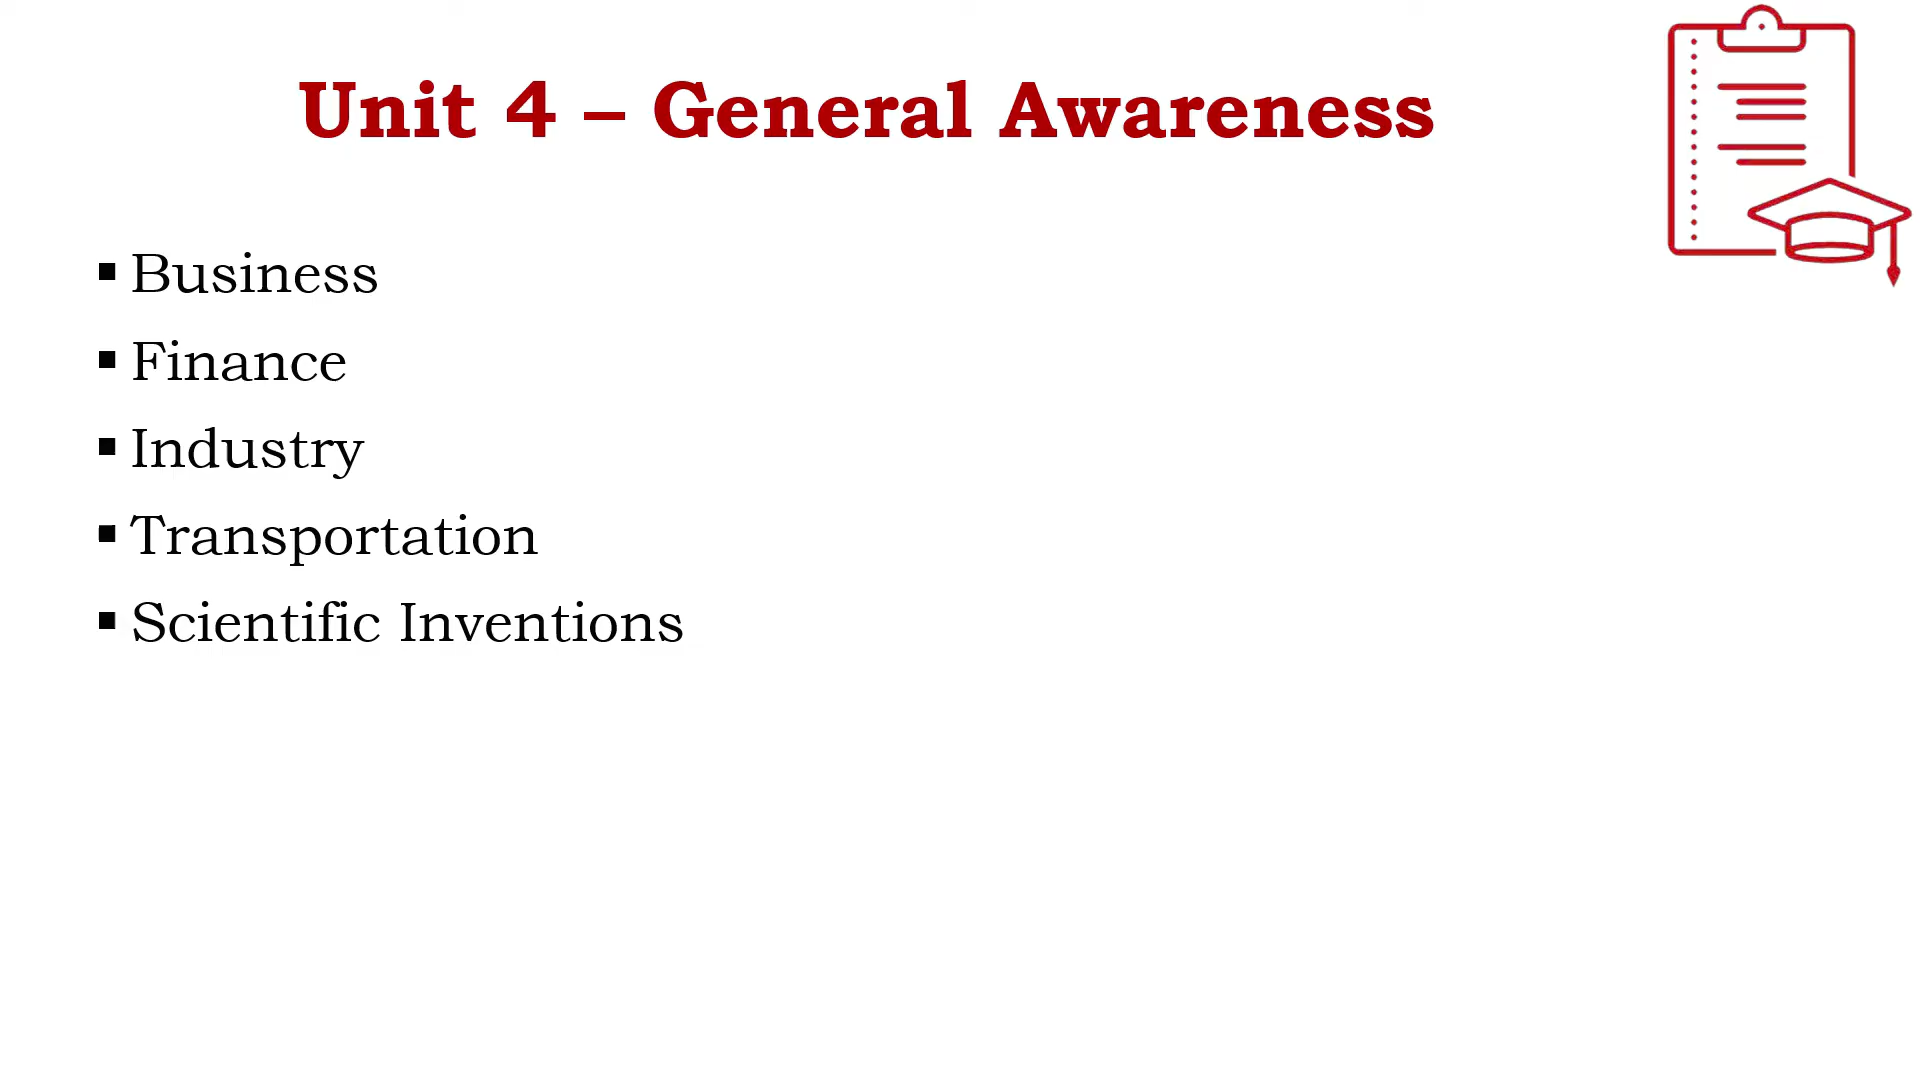 Unit 4 – General Awareness
▪ Business
▪ Finance
▪ Industry
▪ Transportation
▪ Scientific Inventions